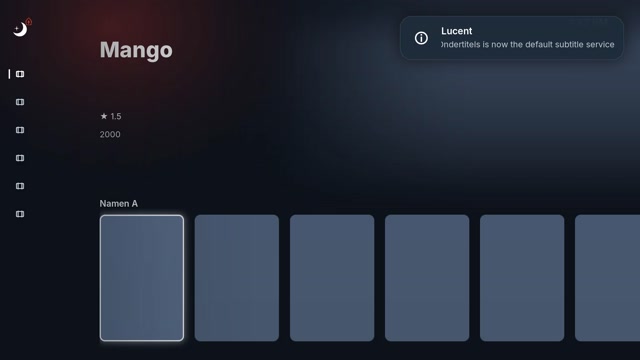 Lucent
Ondertitels is now the default subtitle service
Mango
★ 1.5
2000
Namen A